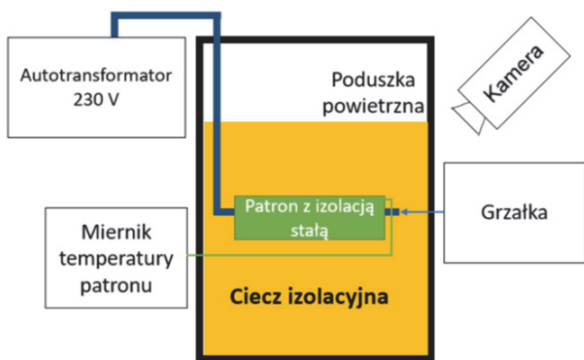 Autotransformator
230 V
Poduszka
powietrzna
Kamera
Patron z izolacją
stałą
Grzałka
Miernik
temperatury
patronu
Ciecz izolacyjna